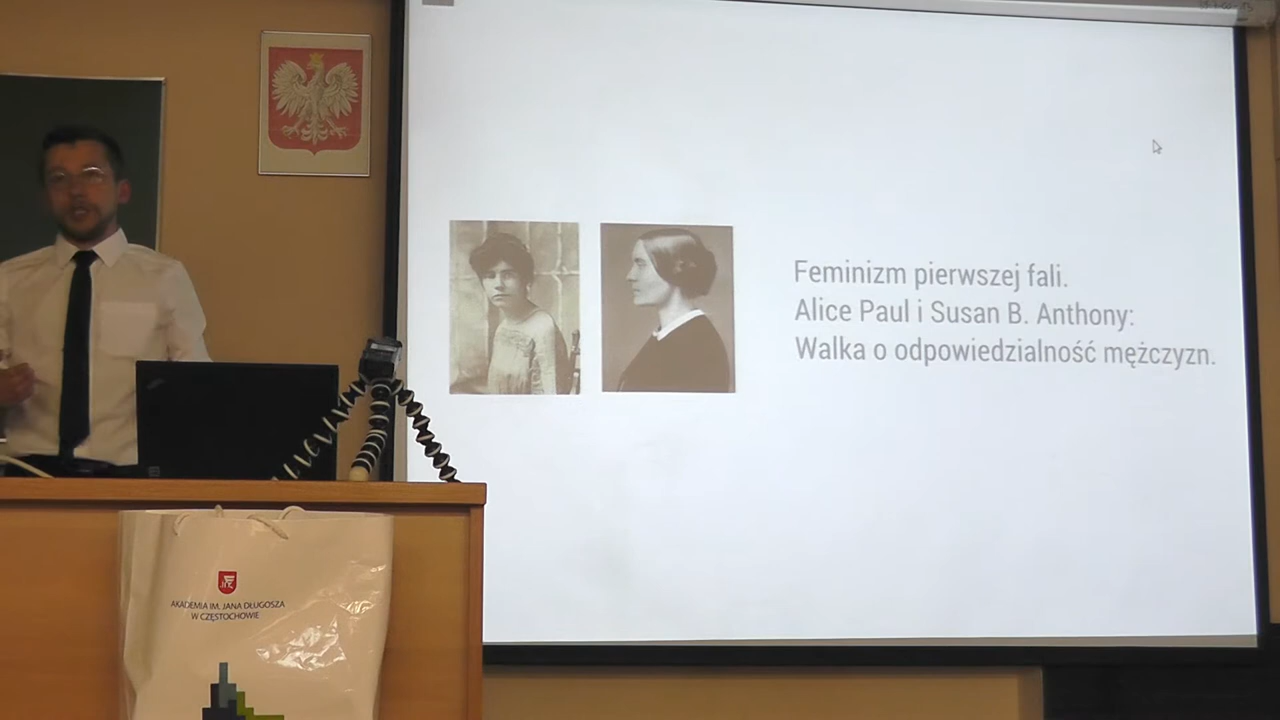 Feminizm pierwszej fali.
Alice Paul i Susan B. Anthony:
Walka o odpowiedzialność mężczyzn.
AKADEMIA IM. JANA DŁUGOSZA
W CZĘSTOCHOWIE